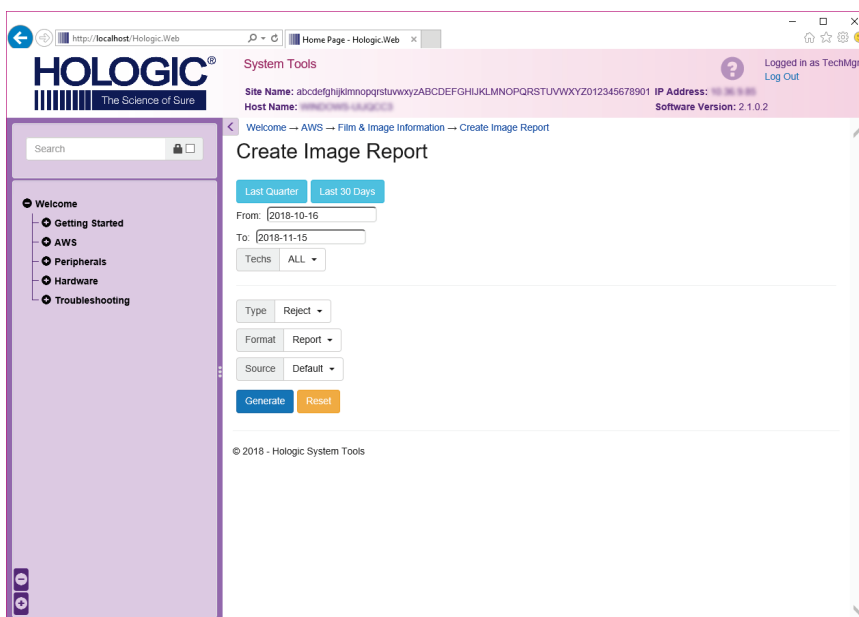 http://localhost/Hologic.Web
Home Page - Hologic.Web
HOLOGIC®
The Science of Sure
System Tools
Logged in as TechMgr
Log Out
Site Name: abcdefghijklmnopqrstuvwxyzABCDEFGHIJKLMNOPQRSTUVWXYZ012345678901 IP Address:
Host Name:
Software Version: 2.1.0.2
Search
Welcome → AWS → Film & Image Information → Create Image Report
Create Image Report
Last Quarter
Last 30 Days
From: 2018-10-16
To: 2018-11-15
Techs ALL
Type Reject
Format Report
Source Default
Generate
Reset
© 2018 - Hologic System Tools
Welcome
Getting Started
AWS
Peripherals
Hardware
Troubleshooting